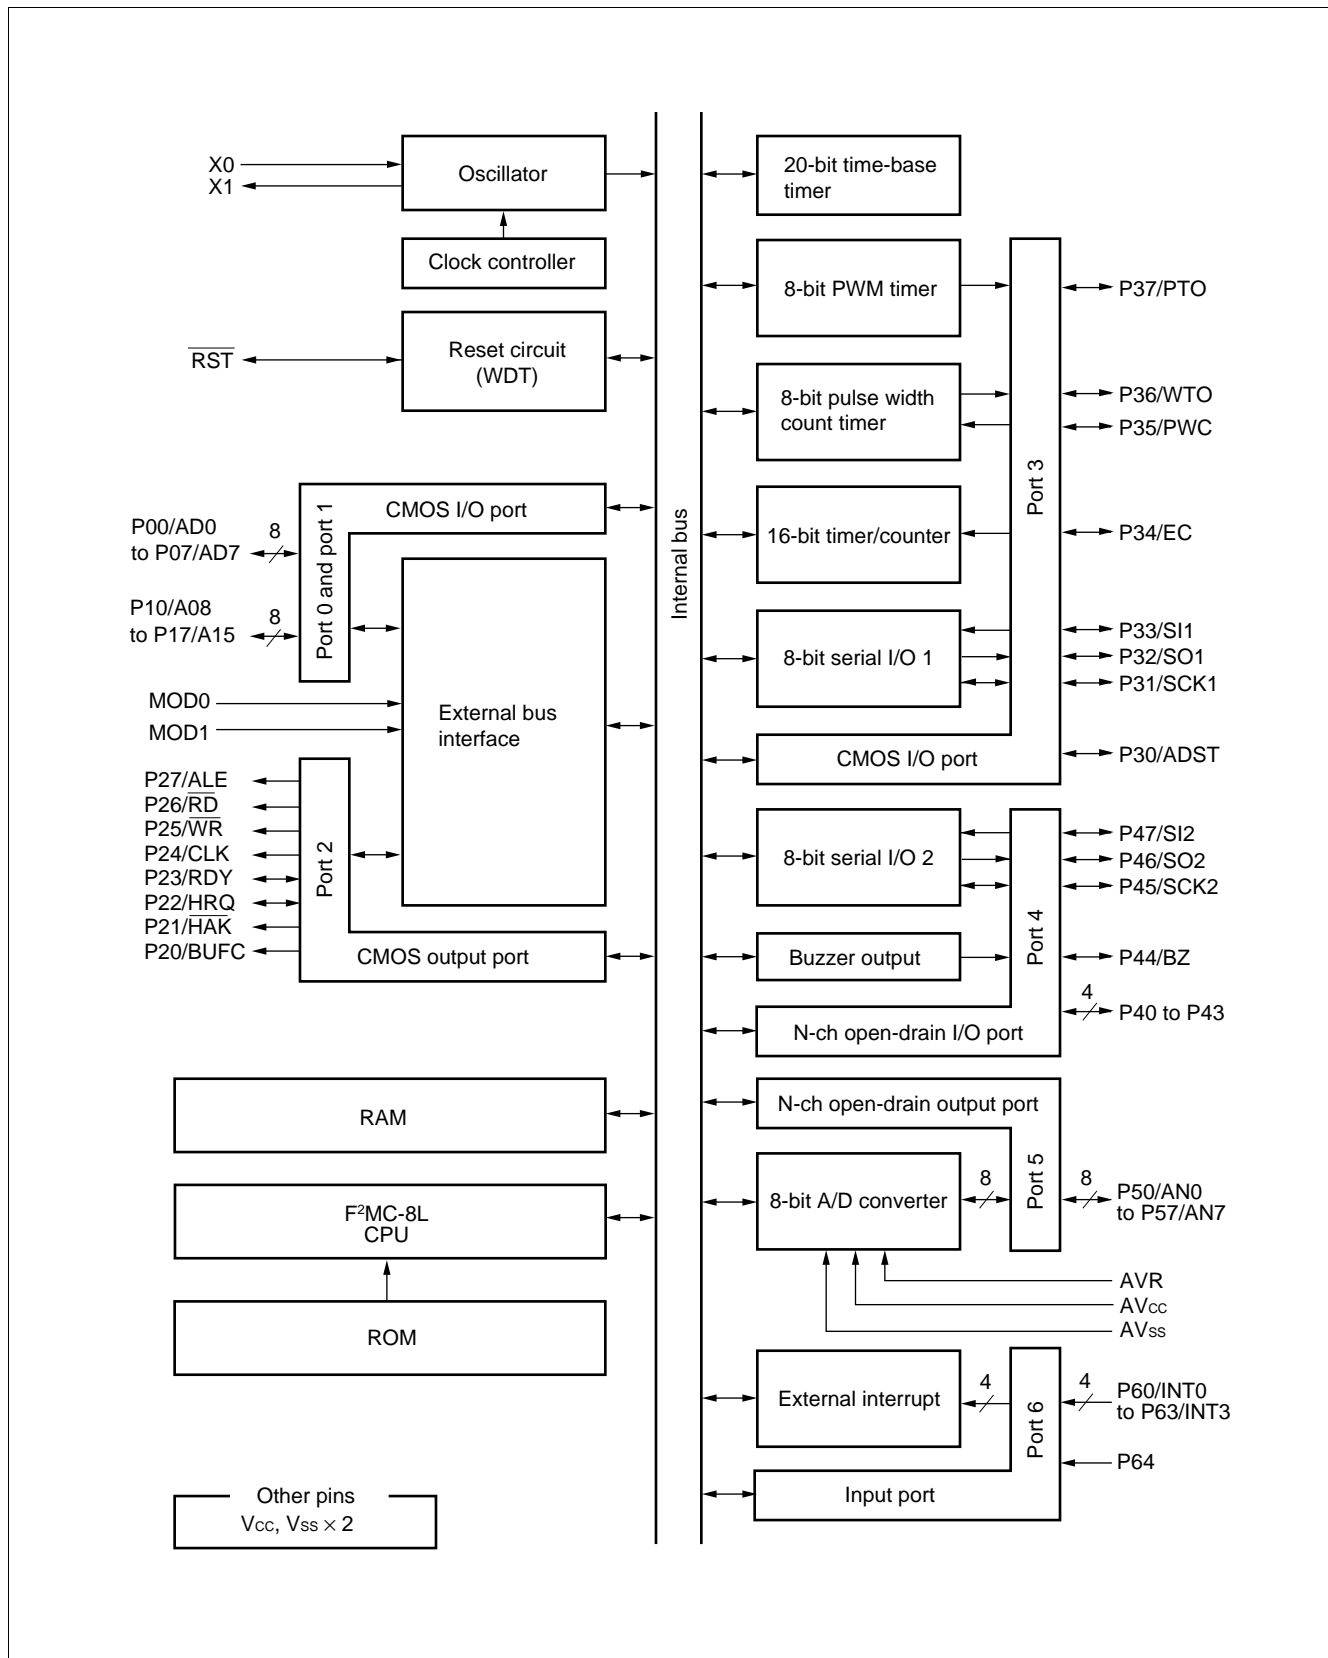 X0
X1
Oscillator
Clock controller
RST
Reset circuit
(WDT)
CMOS I/O port
Port 0 and port 1
P00/AD0
to P07/AD7
8
P10/A08
to P17/A15
8
MOD0
MOD1
External bus
interface
P27/ALE
P26/RD
P25/WR
P24/CLK
P23/RDY
P22/HRQ
P21/HAK
P20/BUFC
Port 2
CMOS output port
RAM
F²MC-8L
CPU
ROM
Other pins
VCC, VSS × 2
Internal bus
20-bit time-base
timer
8-bit PWM timer
8-bit pulse width
count timer
16-bit timer/counter
8-bit serial I/O 1
CMOS I/O port
Port 3
P37/PTO
P36/WTO
P35/PWC
P34/EC
P33/SI1
P32/SO1
P31/SCK1
P30/ADST
8-bit serial I/O 2
Buzzer output
N-ch open-drain I/O port
Port 4
P47/SI2
P46/SO2
P45/SCK2
P44/BZ
4
P40 to P43
N-ch open-drain output port
8-bit A/D converter
8
Port 5
8
P50/AN0
to P57/AN7
AVR
AVCC
AVSS
External interrupt
4
Port 6
4
P60/INT0
to P63/INT3
P64
Input port